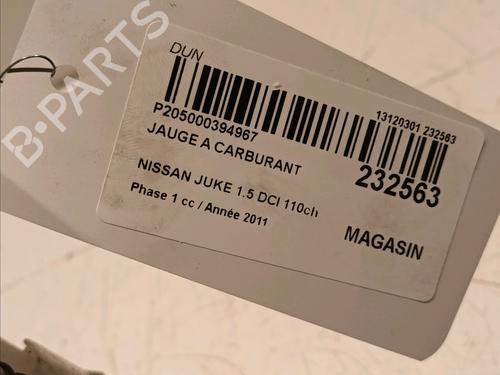 DUN
P205000394967
13120301 232563
JAUGE A CARBURANT
232563
NISSAN JUKE 1.5 DCI 110ch
Phase 1 cc / Année 2011
MAGASIN
B-PARTS